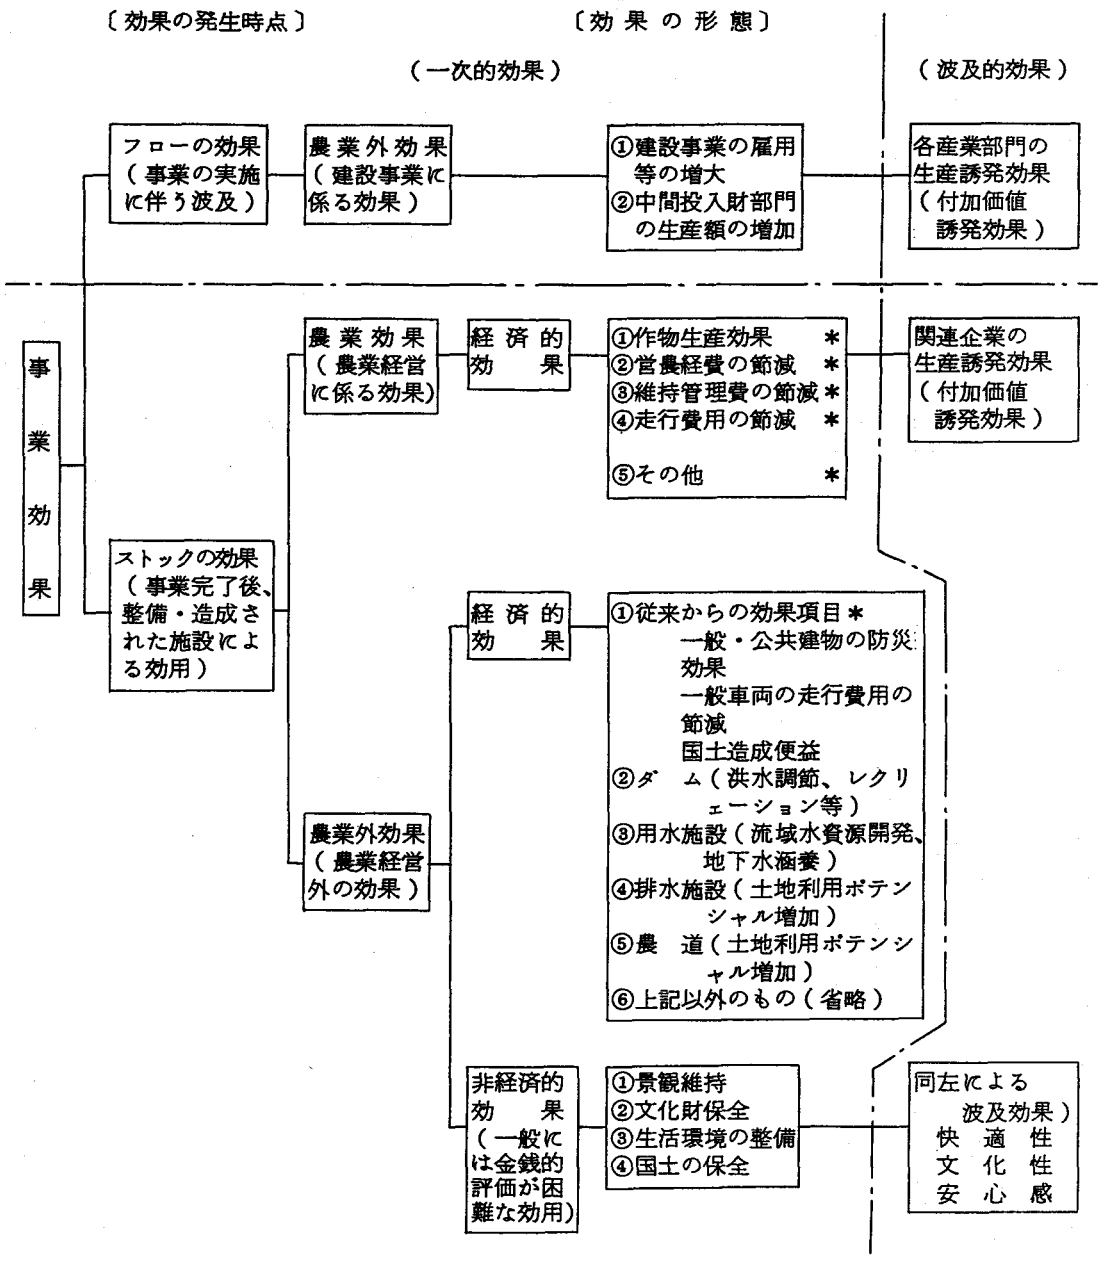 〔効果の発生時点〕
〔効果の形態〕
(一次的効果)
(波及的効果)
フローの効果
(事業の実施
に伴う波及)
農業外効果
(建設事業に
係る効果)
①建設事業の雇用
等の増大
②中間投入財部門
の生産額の増加
各産業部門の
生産誘発効果
(付加価値
誘発効果)
事業効果
農業効果
(農業経営
に係る効果)
経済的
効果
①作物生産効果 *
②営農経費の節減 *
③維持管理費の節減*
④走行費用の節減 *
⑤その他 *
関連企業の
生産誘発効果
(付加価値
誘発効果)
ストックの効果
(事業完了後、
整備・造成さ
れた施設によ
る効用)
経済的
効果
①従来からの効果項目*
一般・公共建物の防災
効果
一般車両の走行費用の
節減
国土造成便益
②ダム(洪水調節、レクリ
ェーション等)
③用水施設(流域水資源開発、
地下水涵養)
④排水施設(土地利用ポテン
シャル増加)
⑤農道(土地利用ポテンシ
ャル増加)
⑥上記以外のもの(省略)
農業外効果
(農業経営
外の効果)
非経済的
効果
(一般に
は金銭的
評価が困
難な効用)
①景観維持
②文化財保全
③生活環境の整備
④国土の保全
同左による
波及効果)
快適性
文化性
安心感